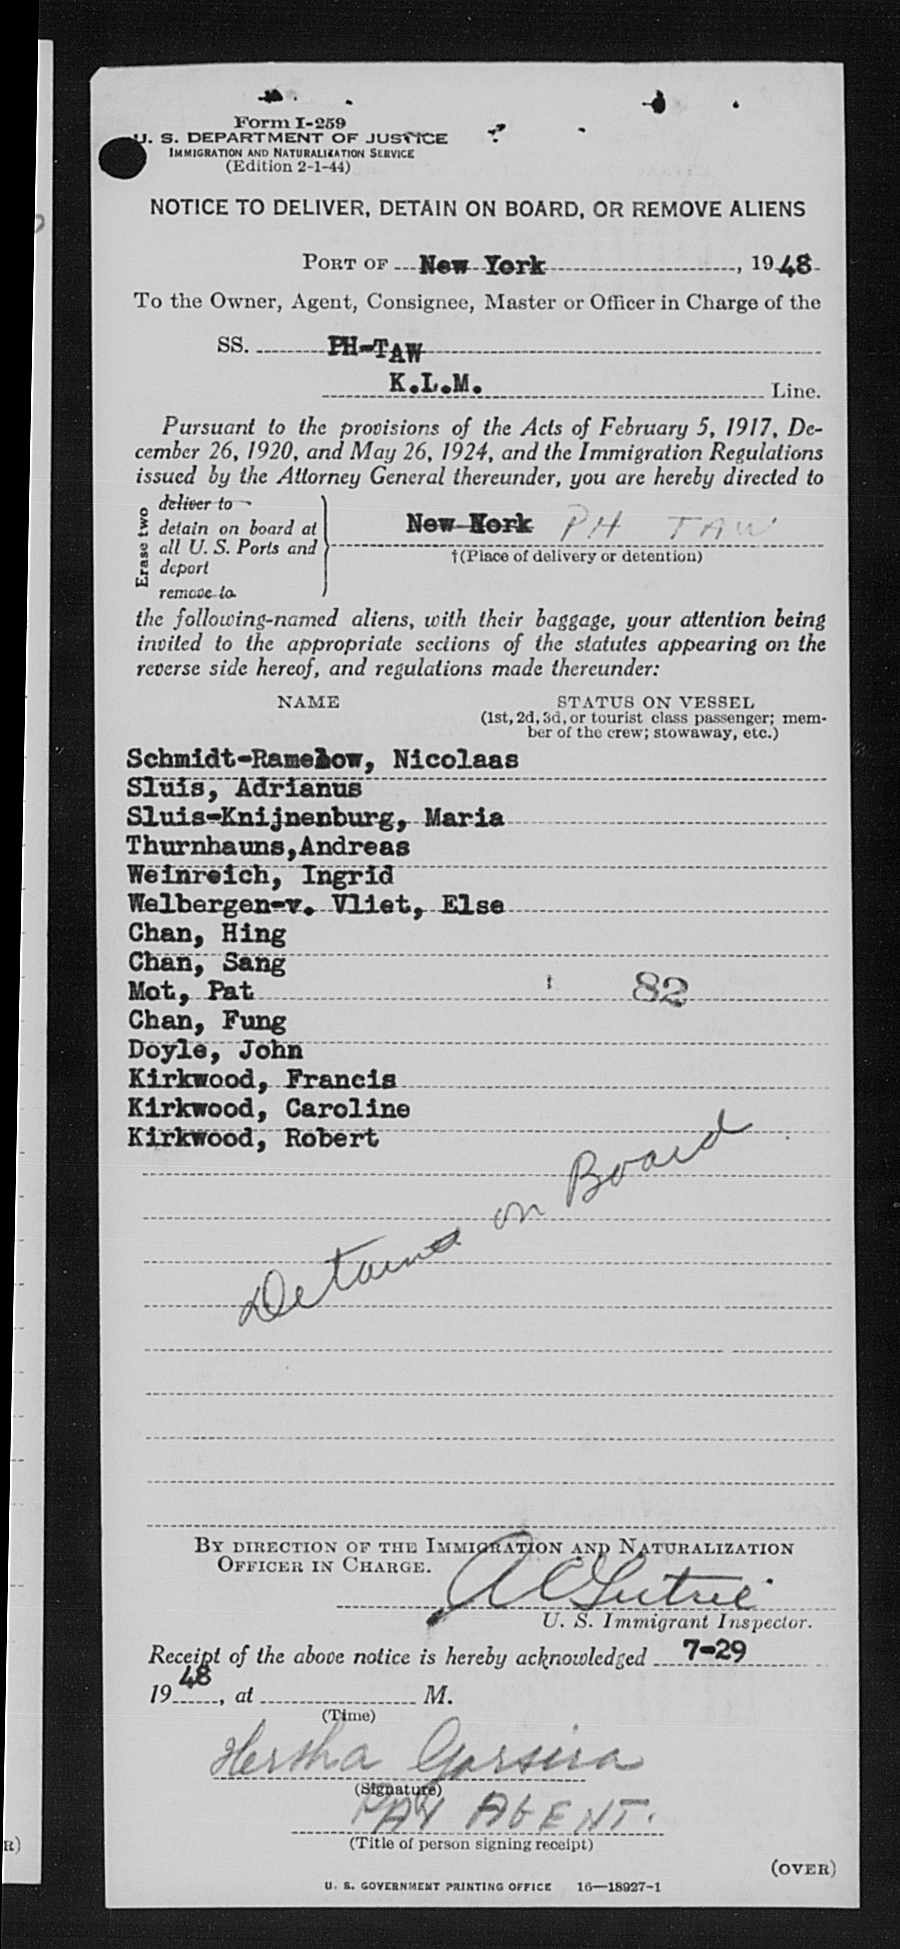 Form I-259
U. S. DEPARTMENT OF JUSTICE
IMMIGRATION AND NATURALIZATION SERVICE
(Edition 2-1-44)
NOTICE TO DELIVER, DETAIN ON BOARD, OR REMOVE ALIENS
PORT OF New York, 1948
To the Owner, Agent, Consignee, Master or Officer in Charge of the
SS. PH-TAW
K.L.M. Line.
Pursuant to the provisions of the Acts of February 5, 1917, De-
cember 26, 1920, and May 26, 1924, and the Immigration Regulations
issued by the Attorney General thereunder, you are hereby directed to
Erase two
deliver to
detain on board at
all U. S. Ports and
deport
remove to
New York PH TAW
†(Place of delivery or detention)
the following-named aliens, with their baggage, your attention being
invited to the appropriate sections of the statutes appearing on the
reverse side hereof, and regulations made thereunder:
NAME STATUS ON VESSEL
(1st, 2d, 3d, or tourist class passenger; mem-
ber of the crew; stowaway, etc.)
Schmidt-Ramelow, Nicolaas
Sluis, Adrianus
Sluis-Knijnenburg, Maria
Thurnhauns,Andreas
Weinreich, Ingrid
Welbergen-v. Vliet, Else
Chan, Hing
Chan, Sang
Mot, Pat 82
Chan, Fung
Doyle, John
Kirkwood, Francis
Kirkwood, Caroline
Kirkwood, Robert
Detained on Board
BY DIRECTION OF THE IMMIGRATION AND NATURALIZATION
OFFICER IN CHARGE.
U. S. Immigrant Inspector.
Receipt of the above notice is hereby acknowledged 7-29
1948, at M.
(Time)
Hersha
(Signature)
AGENT.
(Title of person signing receipt)
(OVER)
U. S. GOVERNMENT PRINTING OFFICE 16—18927-1
R)